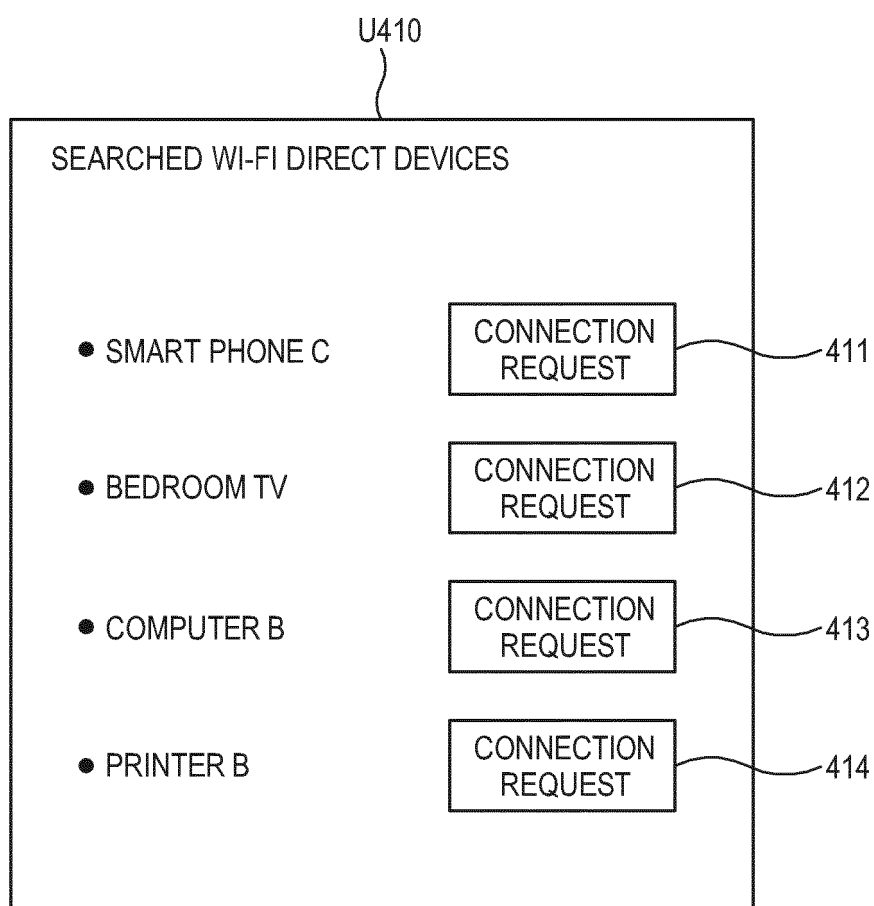 U410
SEARCHED WI-FI DIRECT DEVICES
● SMART PHONE C
CONNECTION
REQUEST
411
● BEDROOM TV
CONNECTION
REQUEST
412
● COMPUTER B
CONNECTION
REQUEST
413
● PRINTER B
CONNECTION
REQUEST
414